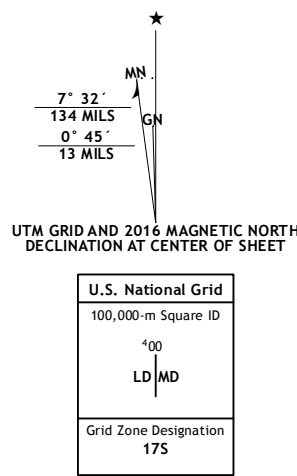 ★
MN
7° 32´
134 MILS
GN
0° 45´
13 MILS
UTM GRID AND 2016 MAGNETIC NORTH
DECLINATION AT CENTER OF SHEET
U.S. National Grid
100,000-m Square ID
⁴00
LD MD
Grid Zone Designation
17S